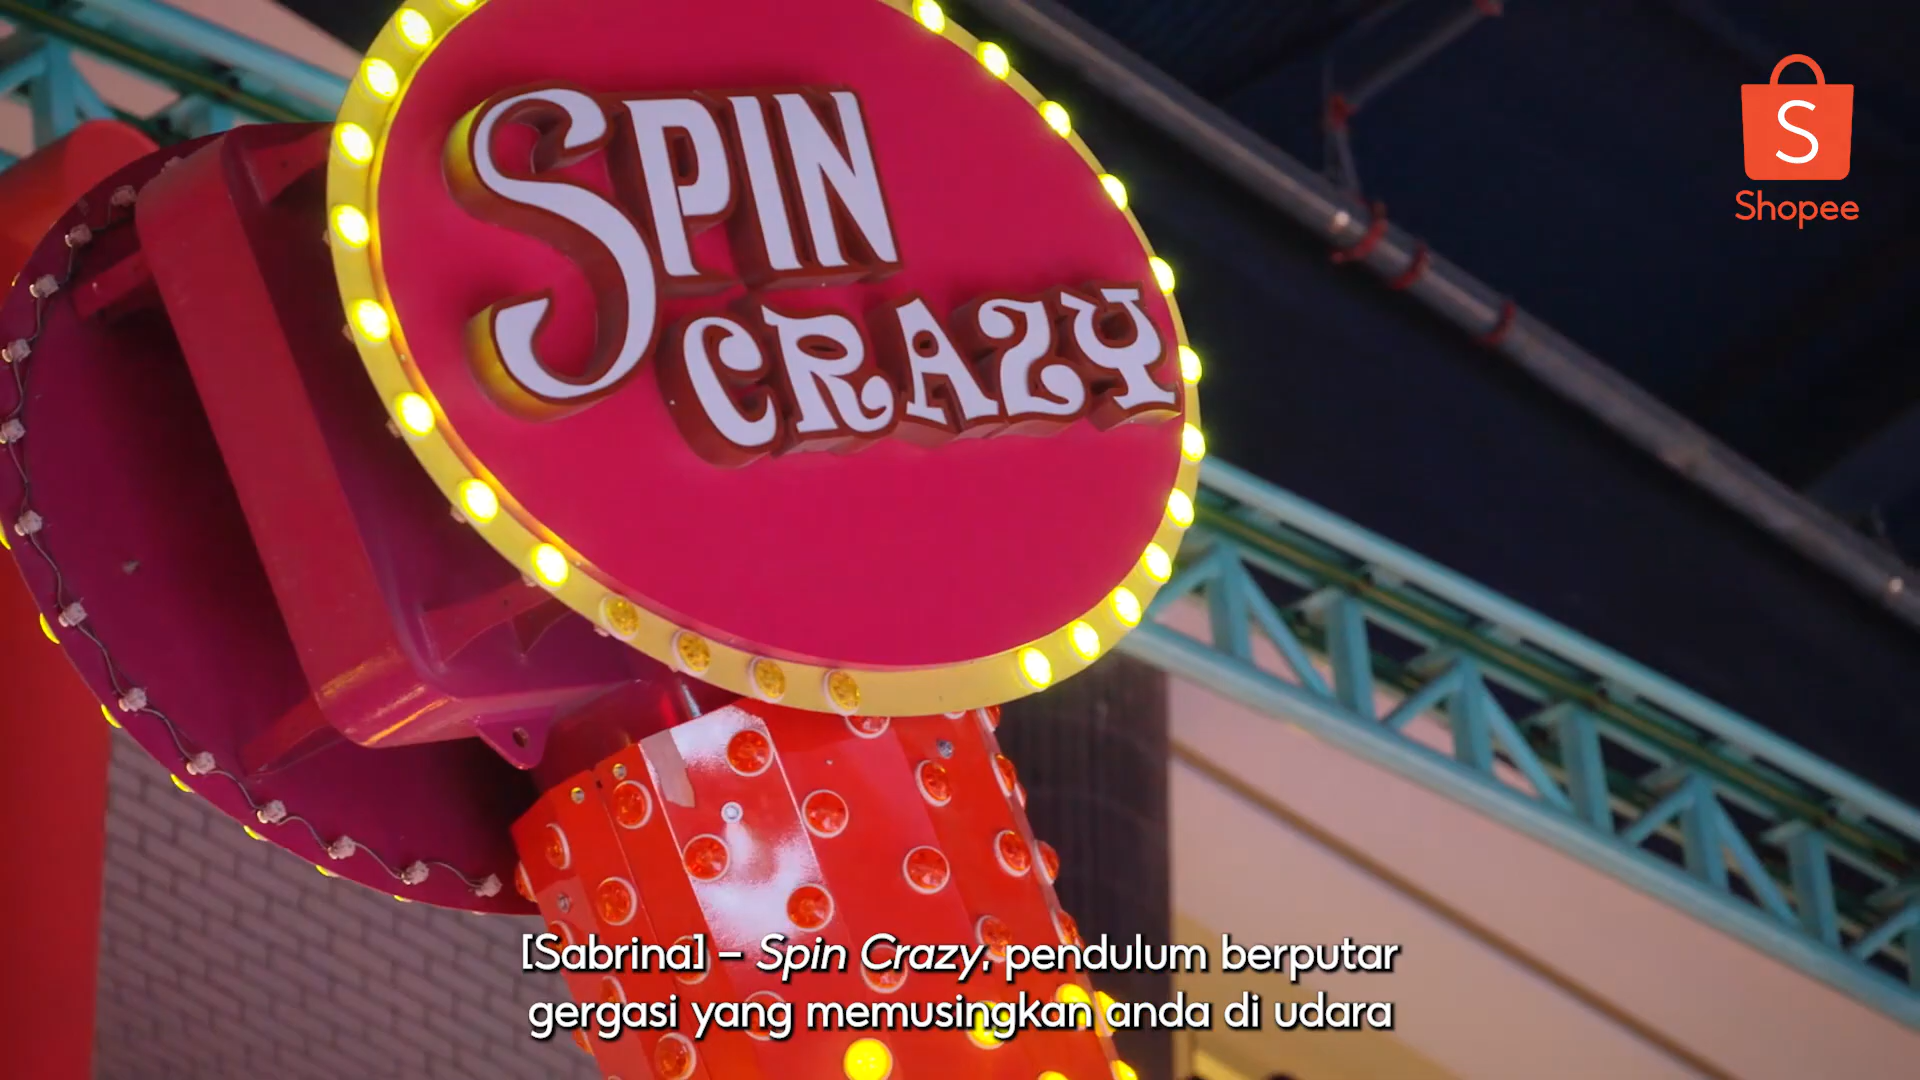 SPIN
CRAZY
S
Shopee
[Sabrina] – Spin Crazy, pendulum berputar
gergasi yang memusingkan anda di udara